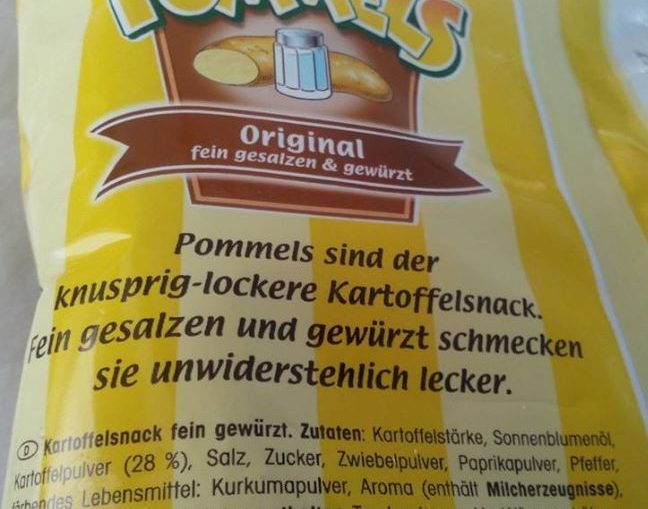 POMMELS
Original
fein gesalzen & gewürzt
Pommels sind der
knusprig-lockere Kartoffelsnack.
Fein gesalzen und gewürzt schmecken
sie unwiderstehlich lecker.
D Kartoffelsnack fein gewürzt. Zutaten: Kartoffelstärke, Sonnenblumenöl,
Kartoffelpulver (28 %), Salz, Zucker, Zwiebelpulver, Paprikapulver, Pfeffer,
Lebensmittel: Kurkumapulver, Aroma (enthält Milcherzeugnisse),